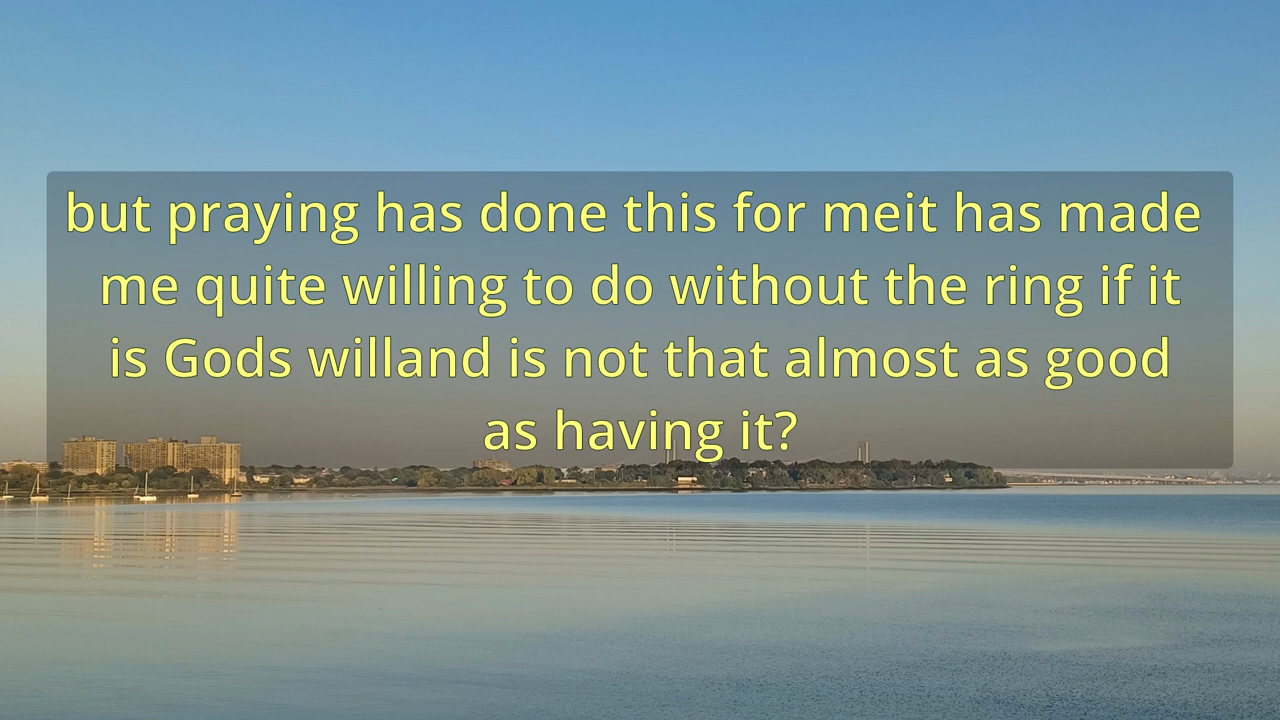 but praying has done this for meit has made
me quite willing to do without the ring if it
is Gods willand is not that almost as good
as having it?